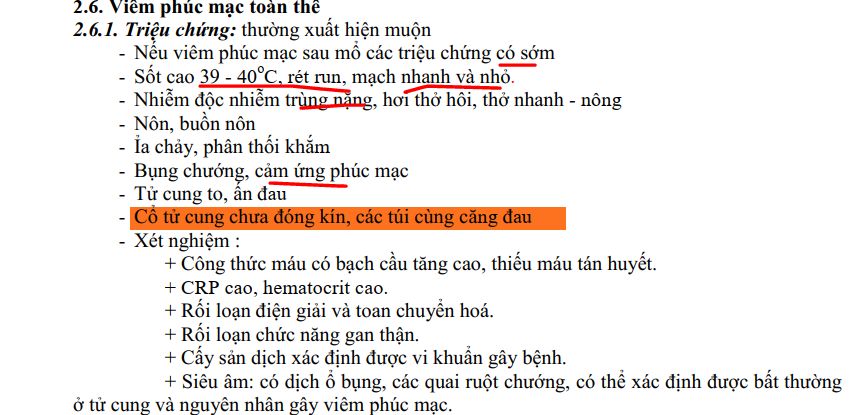 2.6. Viêm phúc mạc toàn thể
2.6.1. Triệu chứng: thường xuất hiện muộn
- Nếu viêm phúc mạc sau mổ các triệu chứng có sớm
- Sốt cao 39 - 40°C, rét run, mạch nhanh và nhỏ.
- Nhiễm độc nhiễm trùng nặng, hơi thở hôi, thở nhanh - nông
- Nôn, buồn nôn
- Ỉa chảy, phân thối khắm
- Bụng chướng, cảm ứng phúc mạc
- Tử cung to, ấn đau
- Cổ tử cung chưa đóng kín, các túi cùng căng đau
- Xét nghiệm :
+ Công thức máu có bạch cầu tăng cao, thiếu máu tán huyết.
+ CRP cao, hematocrit cao.
+ Rối loạn điện giải và toan chuyển hoá.
+ Rối loạn chức năng gan thận.
+ Cấy sản dịch xác định được vi khuẩn gây bệnh.
+ Siêu âm: có dịch ổ bụng, các quai ruột chướng, có thể xác định được bất thường
ở tử cung và nguyên nhân gây viêm phúc mạc.